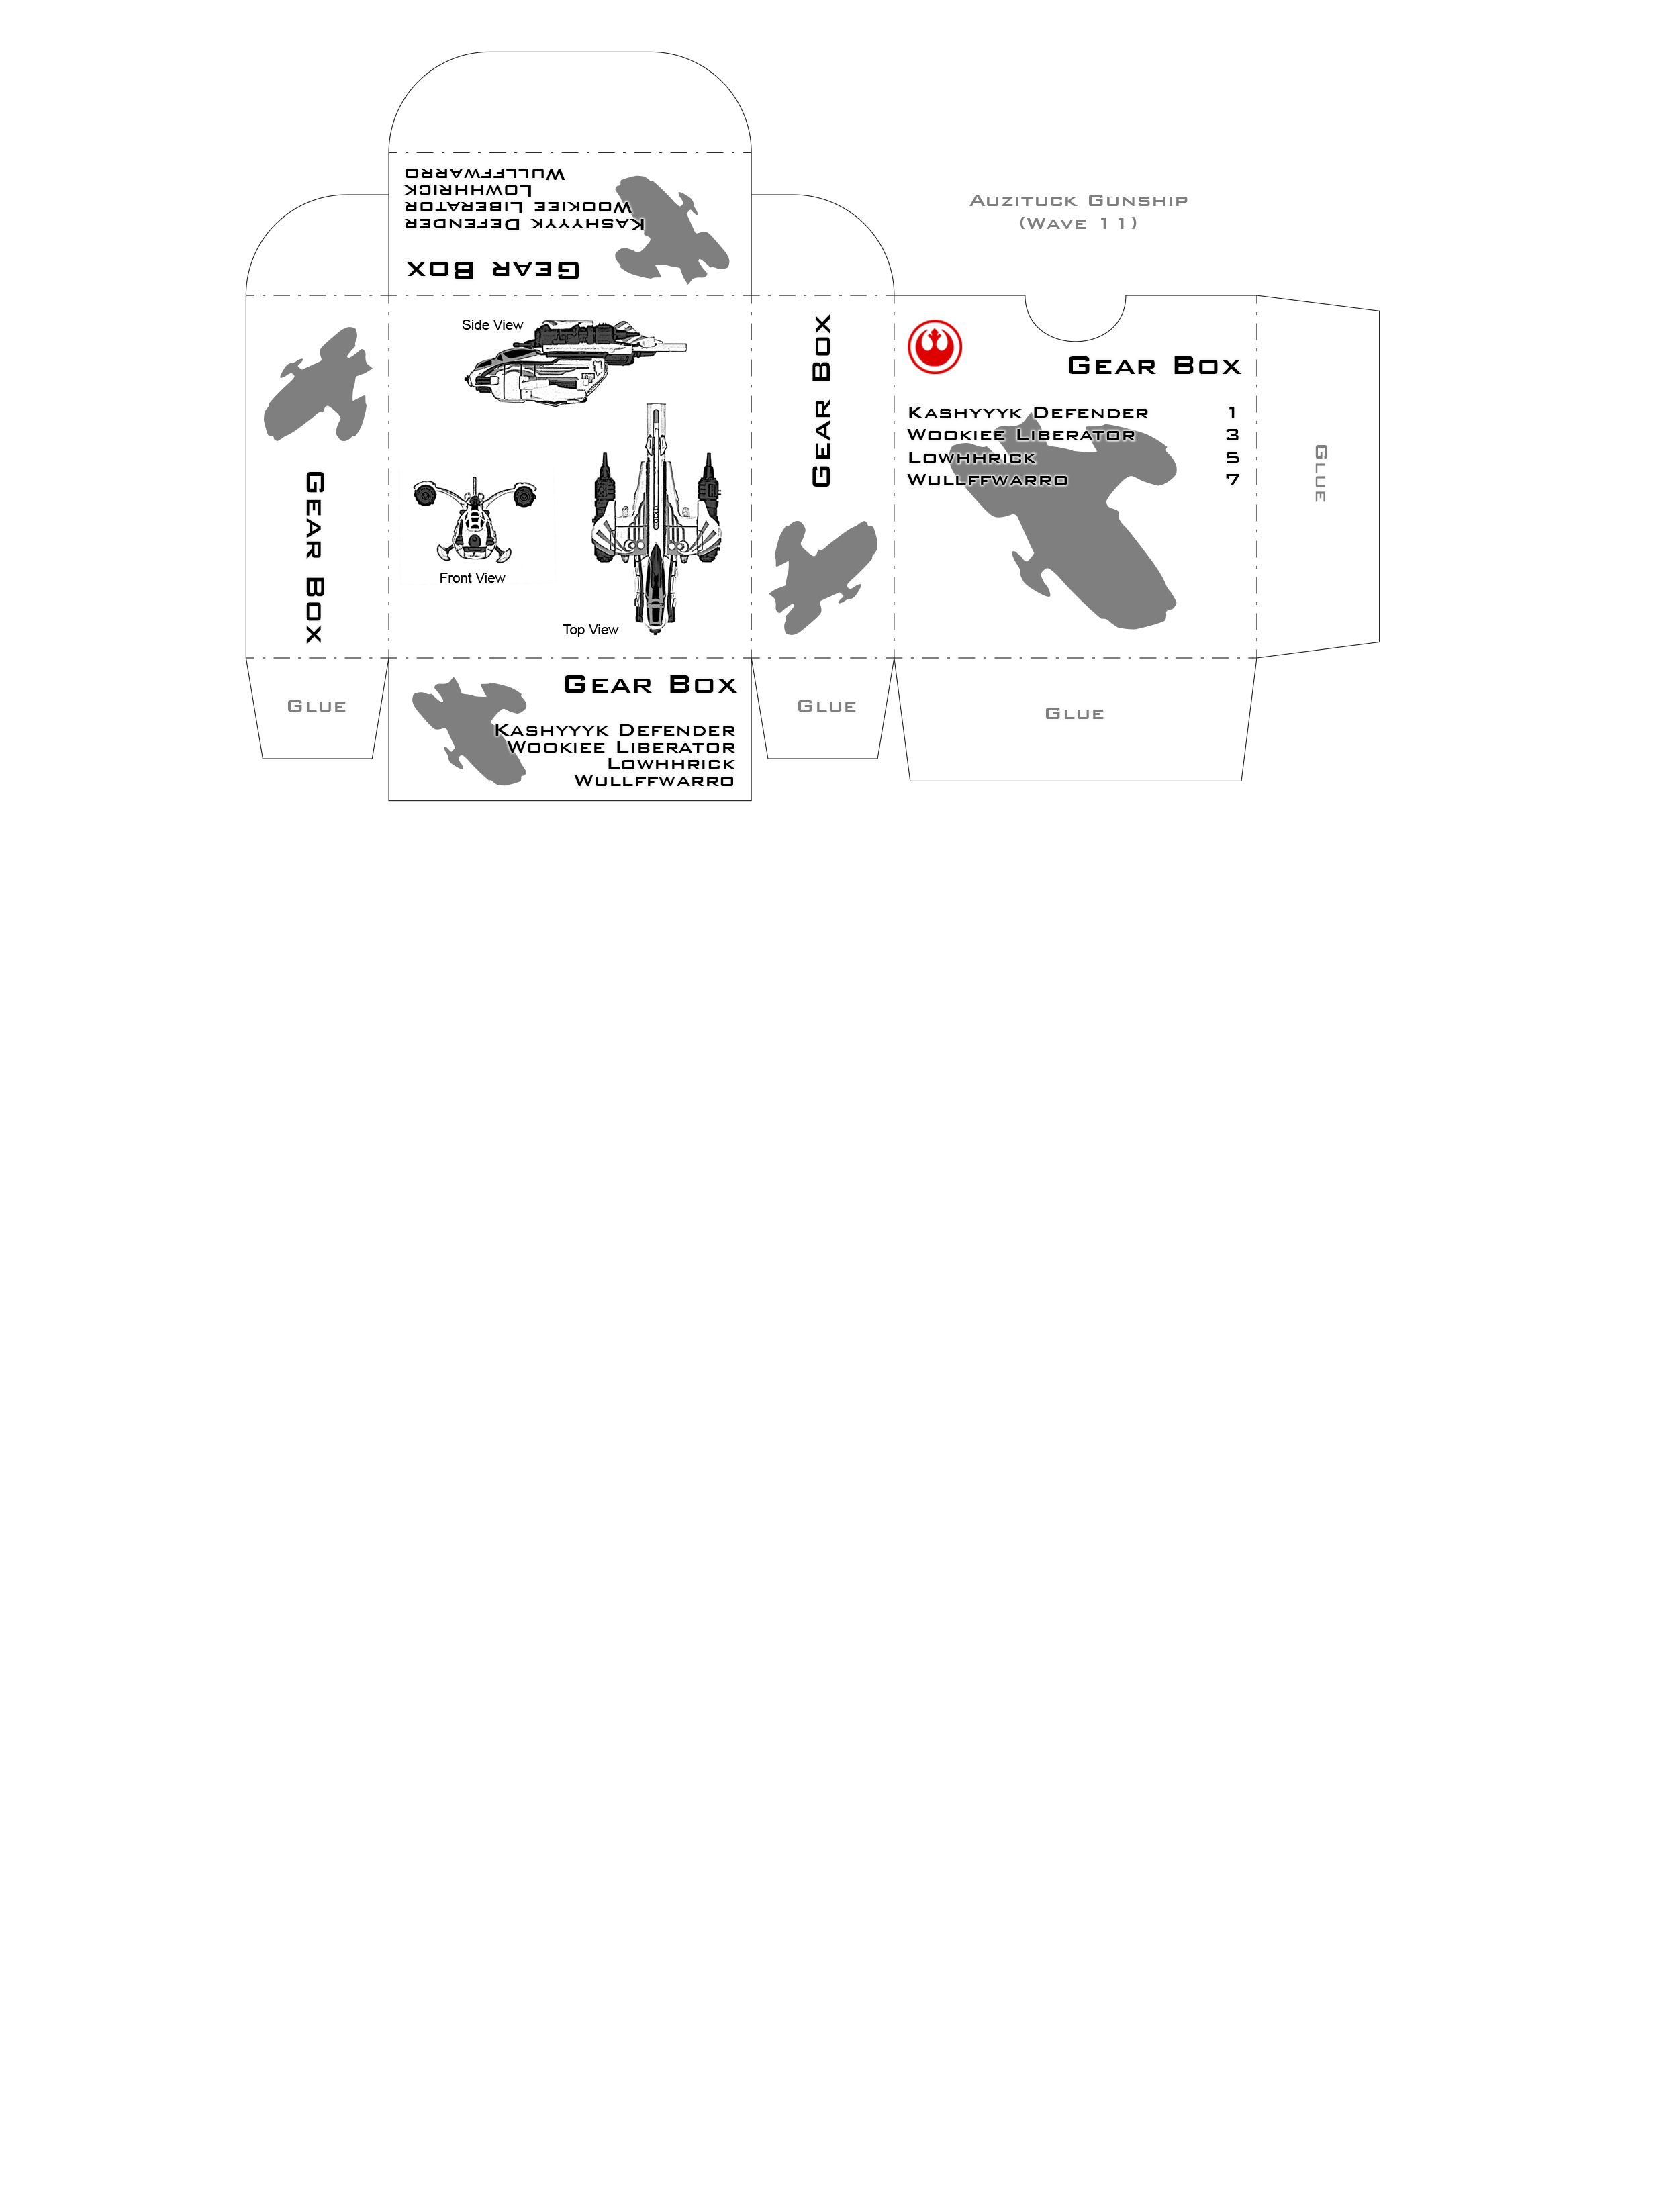 Wullffwarro
Lowhhrick
Wookiee Liberator
Kashyyyk Defender
Gear Box
Auzituck Gunship
(Wave 11)
Side View
Front View
Top View
Gear Box
Gear Box
Gear Box
Kashyyyk Defender 1
Wookiee Liberator 3
Lowhhrick 5
Wullffwarro 7
Glue
Glue
Gear Box
Kashyyyk Defender
Wookiee Liberator
Lowhhrick
Wullffwarro
Glue
Glue